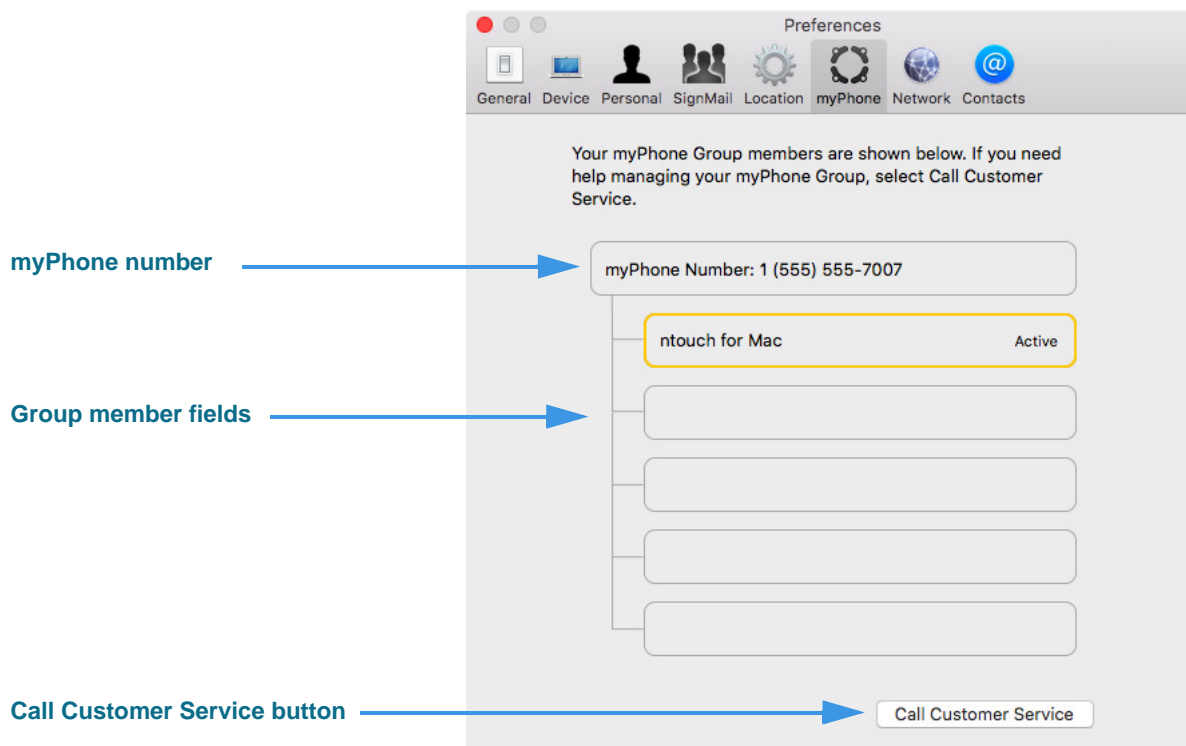 Preferences
General Device Personal SignMail Location myPhone Network Contacts
Your myPhone Group members are shown below. If you need
help managing your myPhone Group, select Call Customer
Service.
myPhone number
myPhone Number: 1 (555) 555-7007
ntouch for Mac Active
Group member fields
Call Customer Service button
Call Customer Service